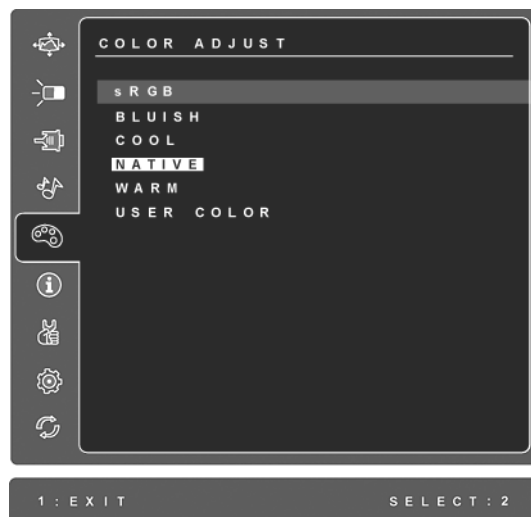 COLOR ADJUST
sRGB
BLUISH
COOL
NATIVE
WARM
USER COLOR
1:EXIT SELECT:2